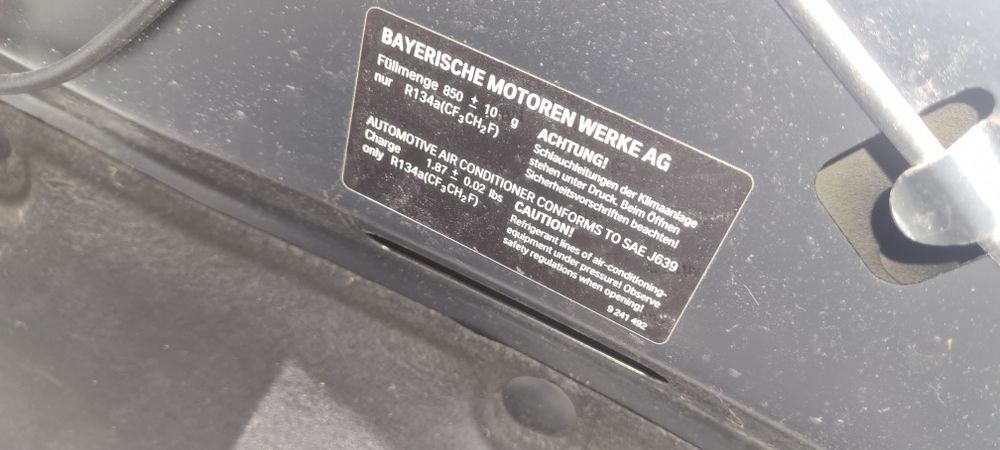 BAYERISCHE MOTOREN WERKE AG
Füllmenge 850 ± 10 g
nur R134a(CF₃CH₂F)
ACHTUNG!
Schlauchleitungen der Klimaanlage
stehen unter Druck. Beim Öffnen
Sicherheitsvorschriften beachten!
AUTOMOTIVE AIR CONDITIONER CONFORMS TO SAE J639
Charge 1.87 ± 0.02 lbs
only R134a(CF₃CH₂F)
CAUTION!
Refrigerant lines of air-conditioning-
equipment under pressure! Observe
safety regulations when opening!
9 241 492